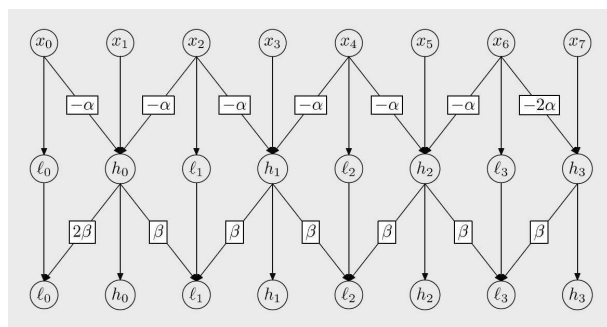 x₀ x₁ x₂ x₃ x₄ x₅ x₆ x₇
−α −α −α −α −α −α −2α
ℓ₀ h₀ ℓ₁ h₁ ℓ₂ h₂ ℓ₃ h₃
2β β β β β β β
ℓ₀ h₀ ℓ₁ h₁ ℓ₂ h₂ ℓ₃ h₃